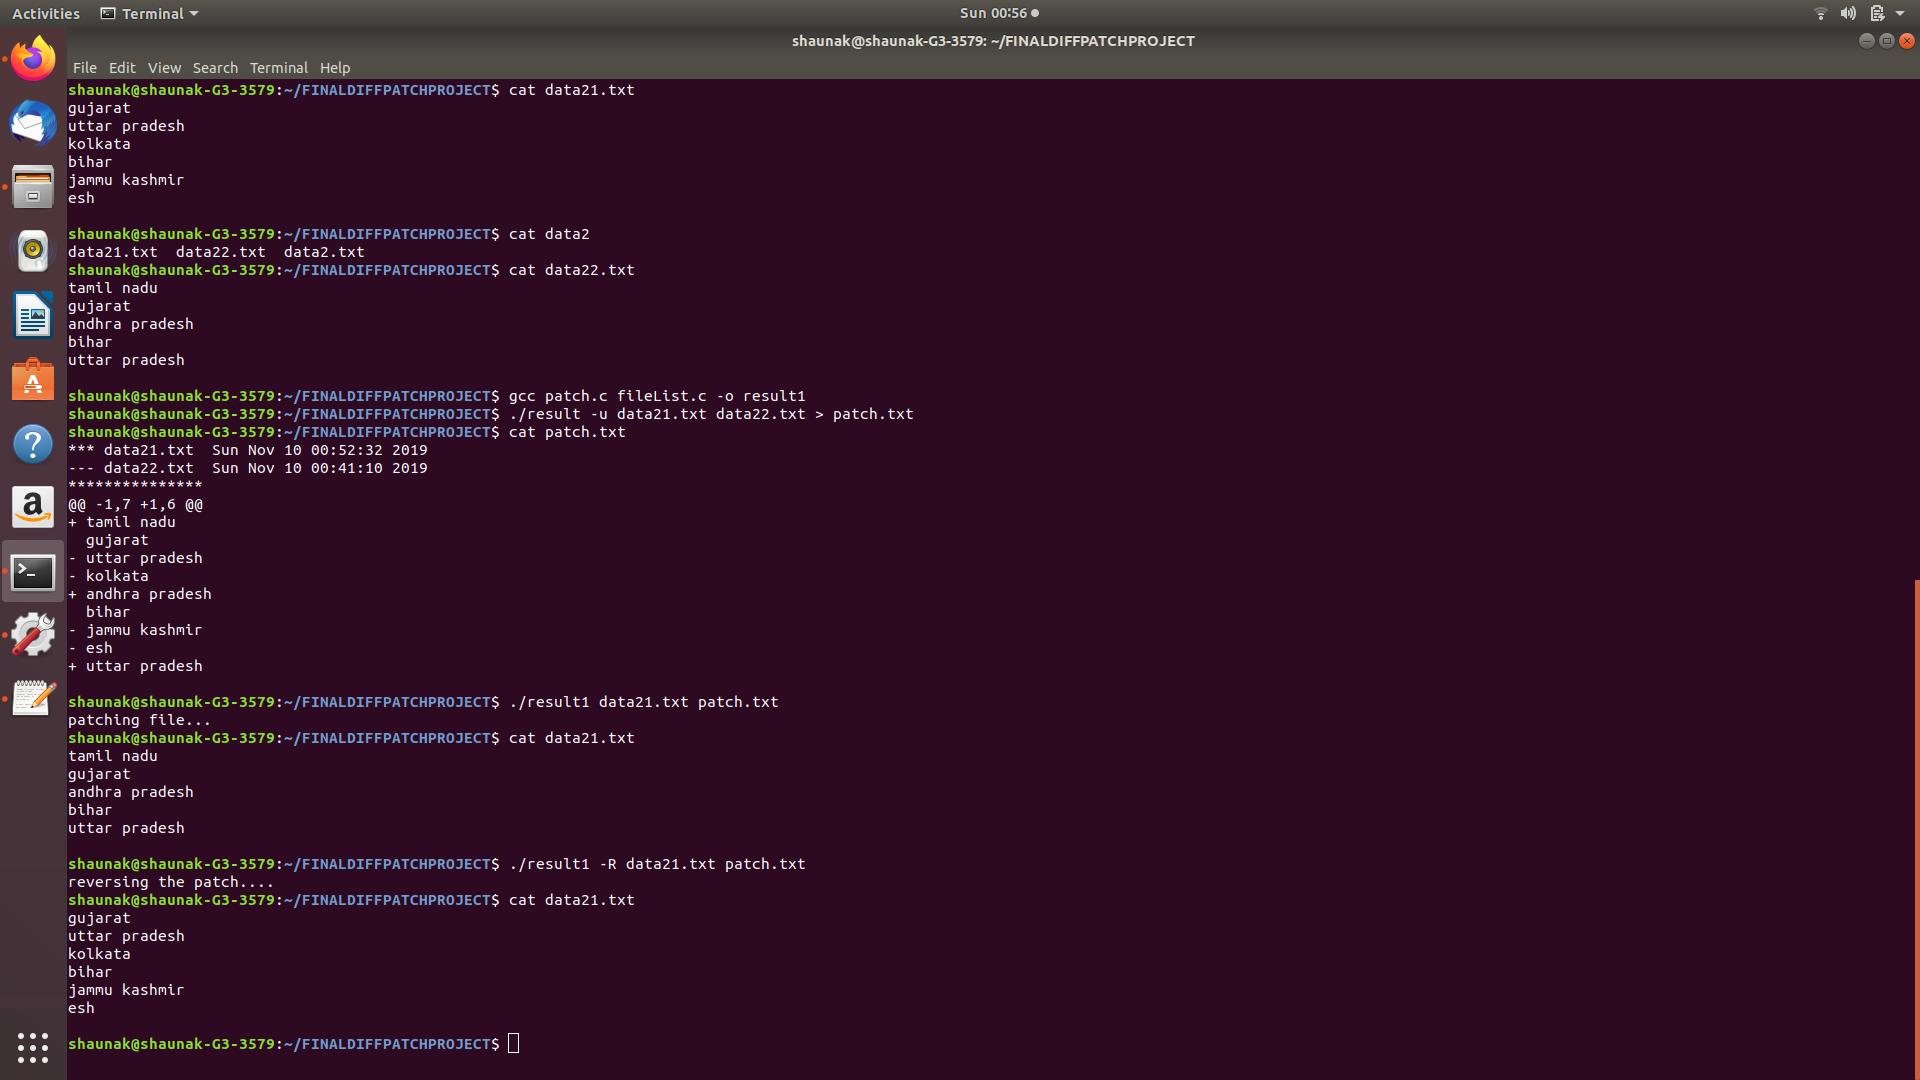 Activities Terminal Sun 00:56
shaunak@shaunak-G3-3579: ~/FINALDIFFPATCHPROJECT
File Edit View Search Terminal Help
shaunak@shaunak-G3-3579:~/FINALDIFFPATCHPROJECT$ cat data21.txt
gujarat
uttar pradesh
kolkata
bihar
jammu kashmir
esh
shaunak@shaunak-G3-3579:~/FINALDIFFPATCHPROJECT$ cat data2
data21.txt  data22.txt  data2.txt
shaunak@shaunak-G3-3579:~/FINALDIFFPATCHPROJECT$ cat data22.txt
tamil nadu
gujarat
andhra pradesh
bihar
uttar pradesh
shaunak@shaunak-G3-3579:~/FINALDIFFPATCHPROJECT$ gcc patch.c fileList.c -o result1
shaunak@shaunak-G3-3579:~/FINALDIFFPATCHPROJECT$ ./result -u data21.txt data22.txt > patch.txt
shaunak@shaunak-G3-3579:~/FINALDIFFPATCHPROJECT$ cat patch.txt
*** data21.txt  Sun Nov 10 00:52:32 2019
--- data22.txt  Sun Nov 10 00:41:10 2019
***************
@@ -1,7 +1,6 @@
+ tamil nadu
  gujarat
- uttar pradesh
- kolkata
+ andhra pradesh
  bihar
- jammu kashmir
- esh
+ uttar pradesh
shaunak@shaunak-G3-3579:~/FINALDIFFPATCHPROJECT$ ./result1 data21.txt patch.txt
patching file...
shaunak@shaunak-G3-3579:~/FINALDIFFPATCHPROJECT$ cat data21.txt
tamil nadu
gujarat
andhra pradesh
bihar
uttar pradesh
shaunak@shaunak-G3-3579:~/FINALDIFFPATCHPROJECT$ ./result1 -R data21.txt patch.txt
reversing the patch....
shaunak@shaunak-G3-3579:~/FINALDIFFPATCHPROJECT$ cat data21.txt
gujarat
uttar pradesh
kolkata
bihar
jammu kashmir
esh
shaunak@shaunak-G3-3579:~/FINALDIFFPATCHPROJECT$